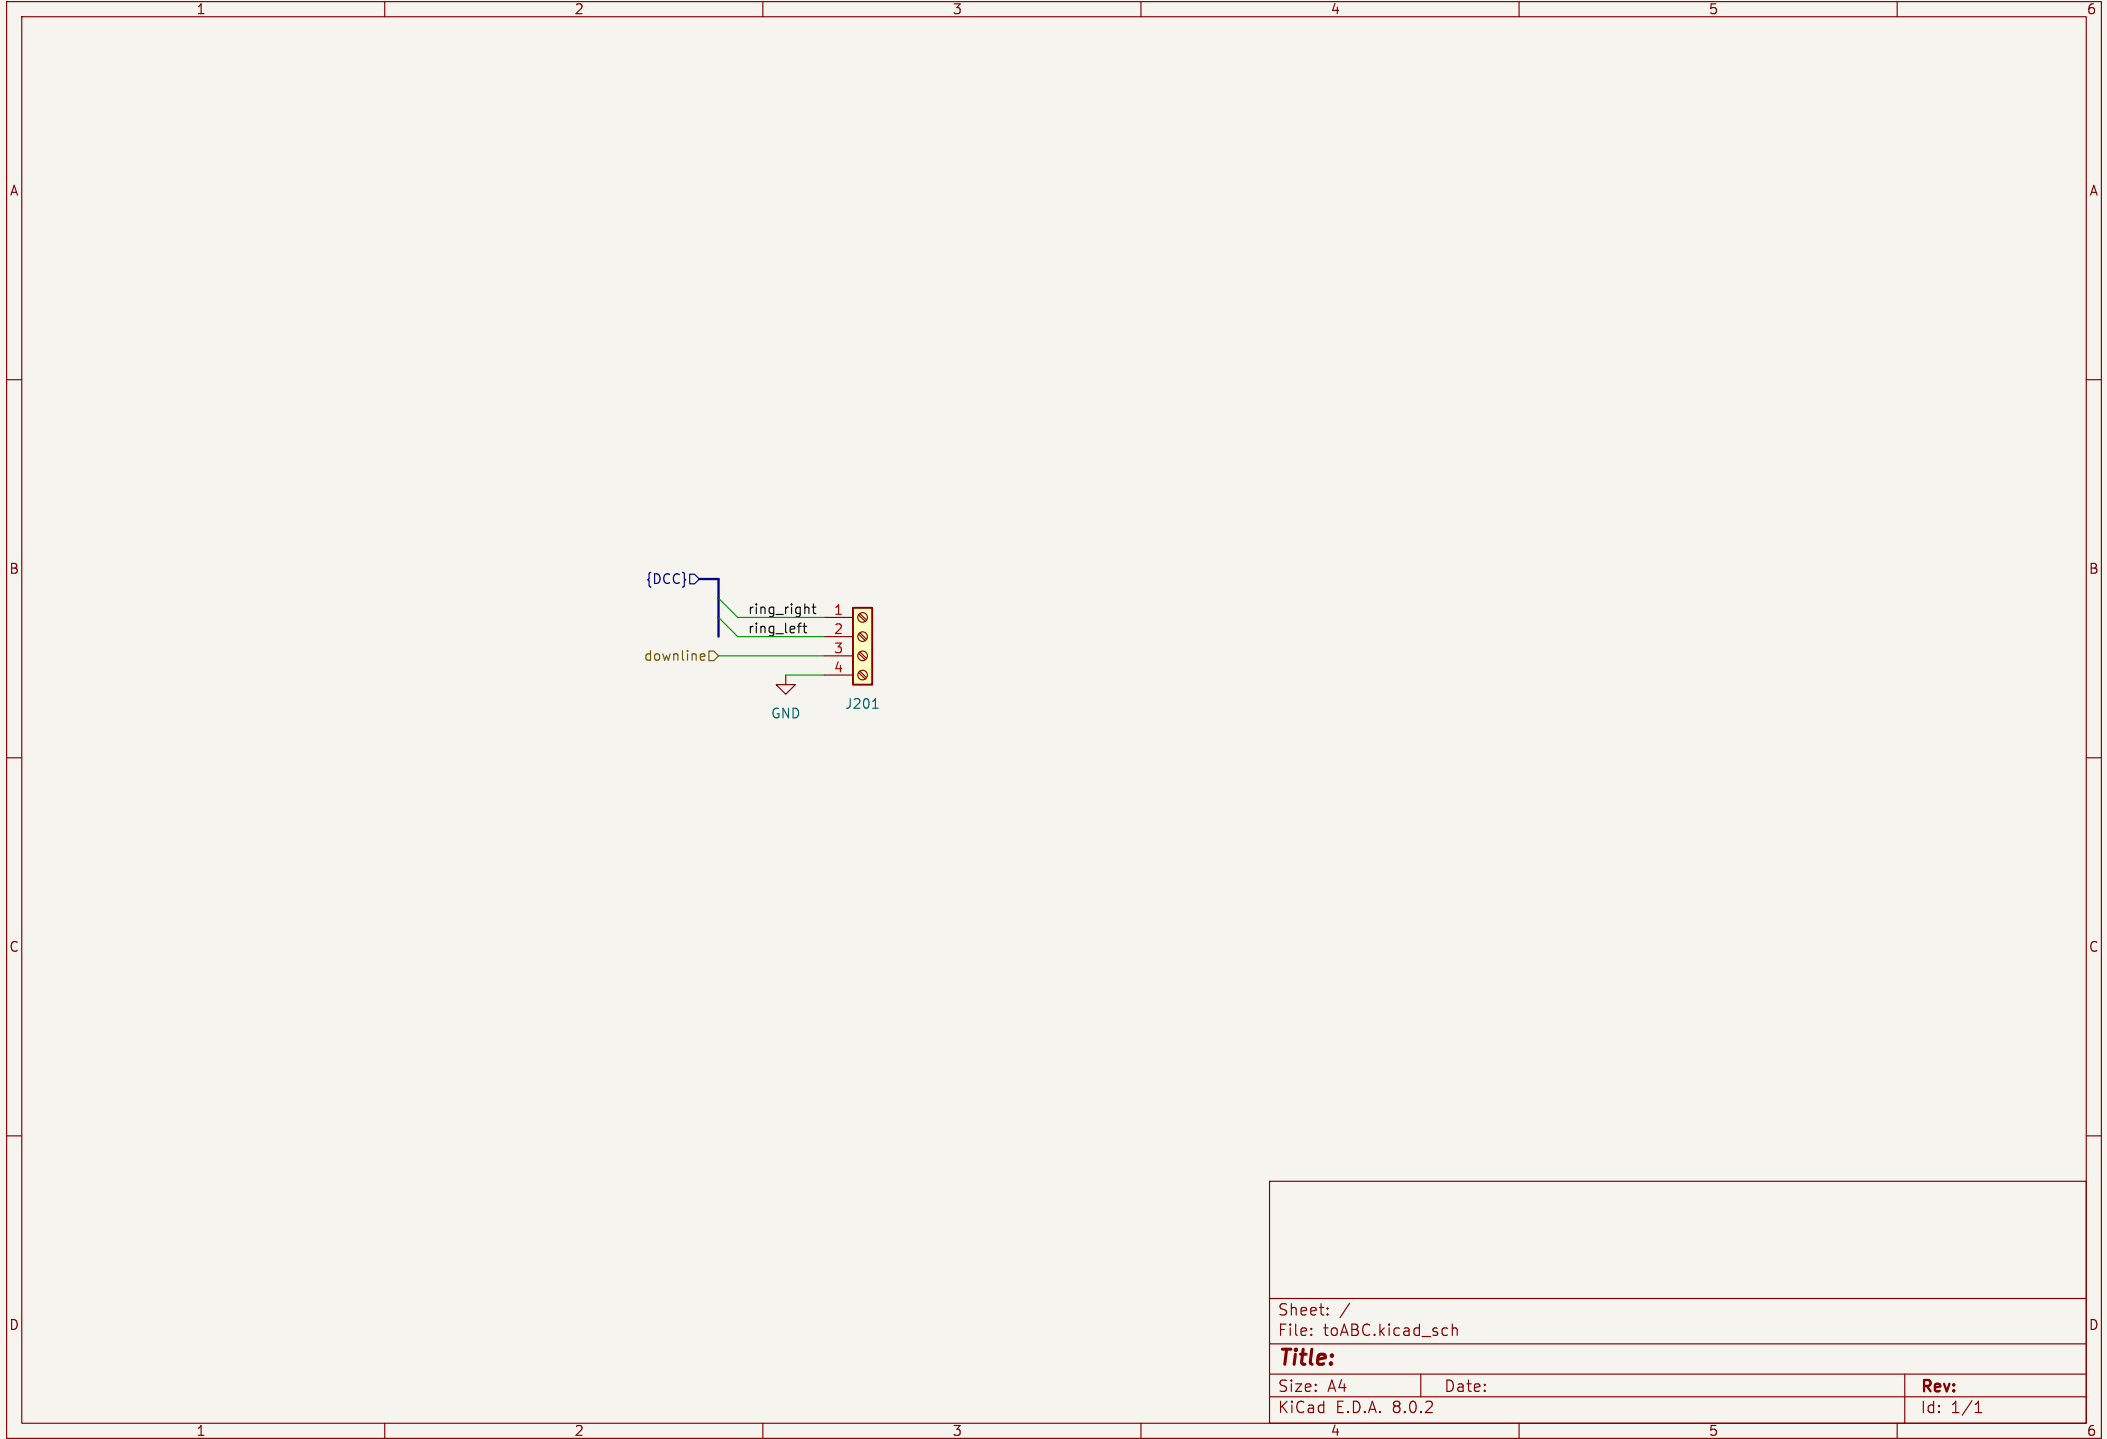 1 2 3 4 5 6
A A
B B
{DCC}
ring_right 1
ring_left 2
downline 3
4
GND J201
C C
D D
Sheet: /
File: toABC.kicad_sch
Title:
Size: A4 Date: Rev:
KiCad E.D.A. 8.0.2 Id: 1/1
1 2 3 4 5 6